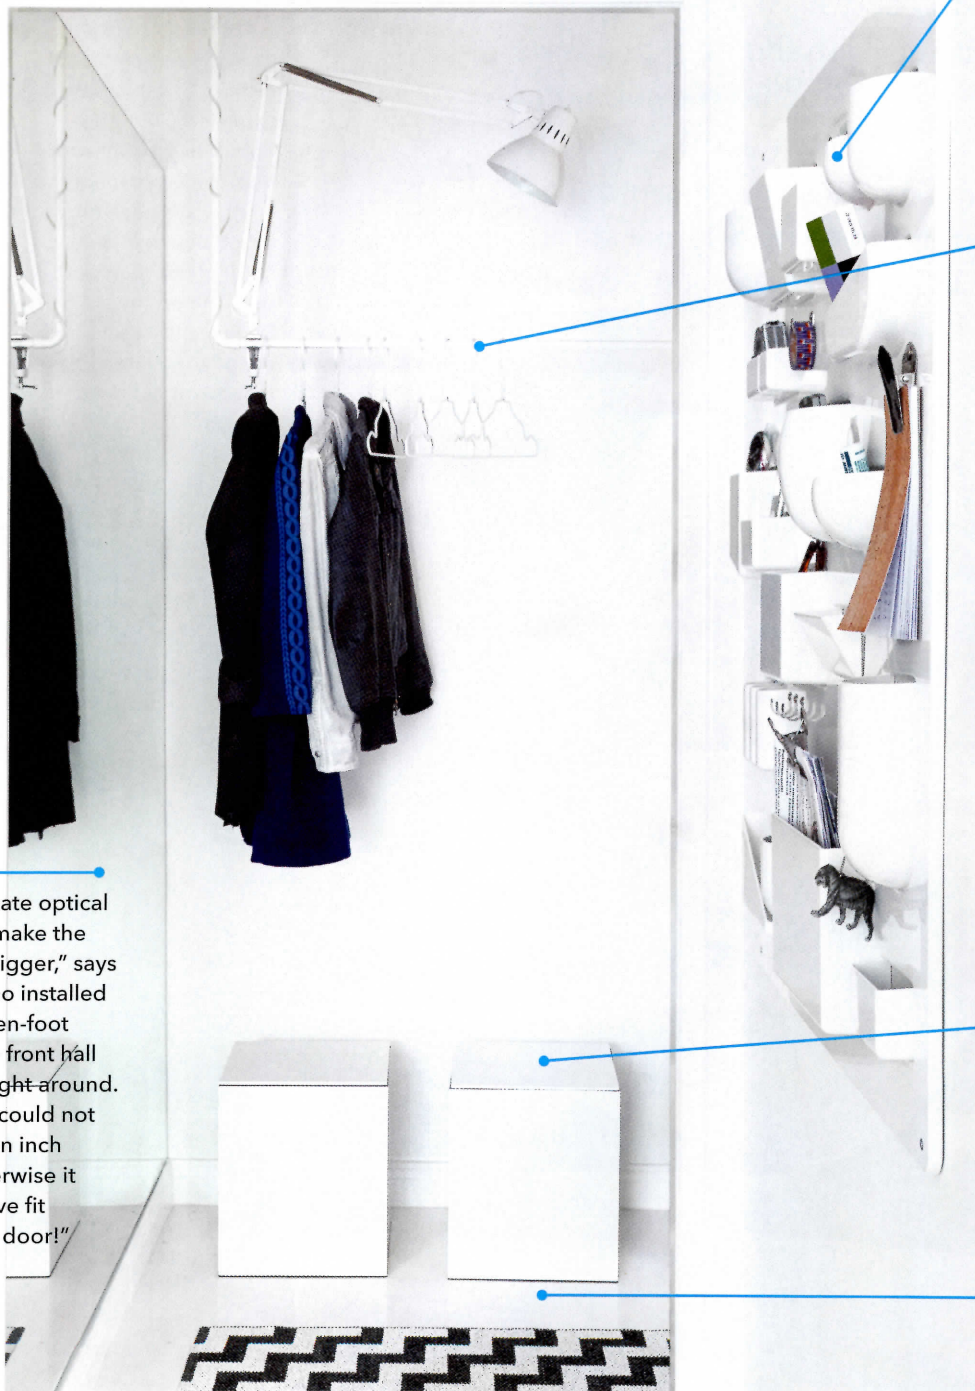 ate optical
make the
igger,” says
o installed
en-foot
front hall
ght around.
could not
n inch
rwise it
ve fit
door!”